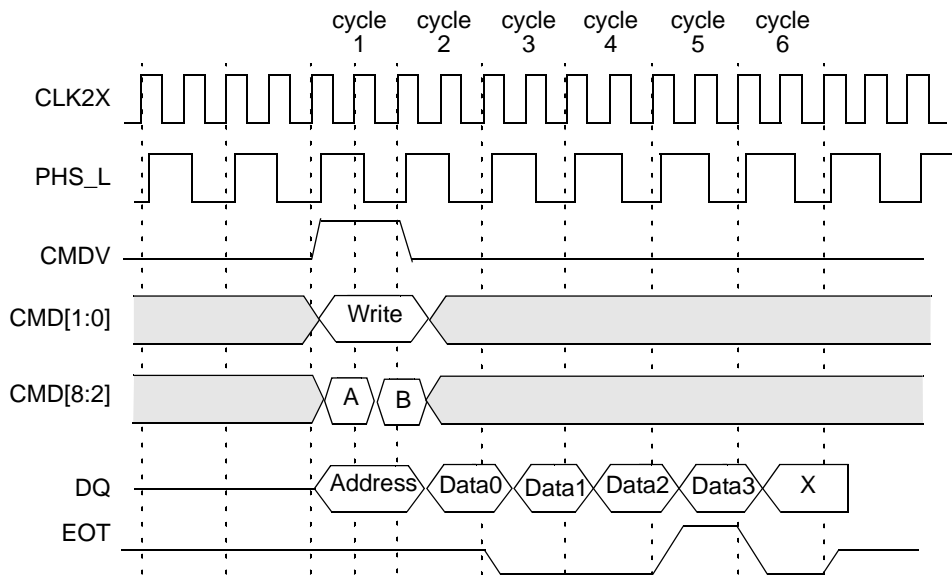 cycle cycle cycle cycle cycle cycle
1 2 3 4 5 6
CLK2X
PHS_L
CMDV
CMD[1:0] Write
CMD[8:2] A B
DQ Address Data0 Data1 Data2 Data3 X
EOT